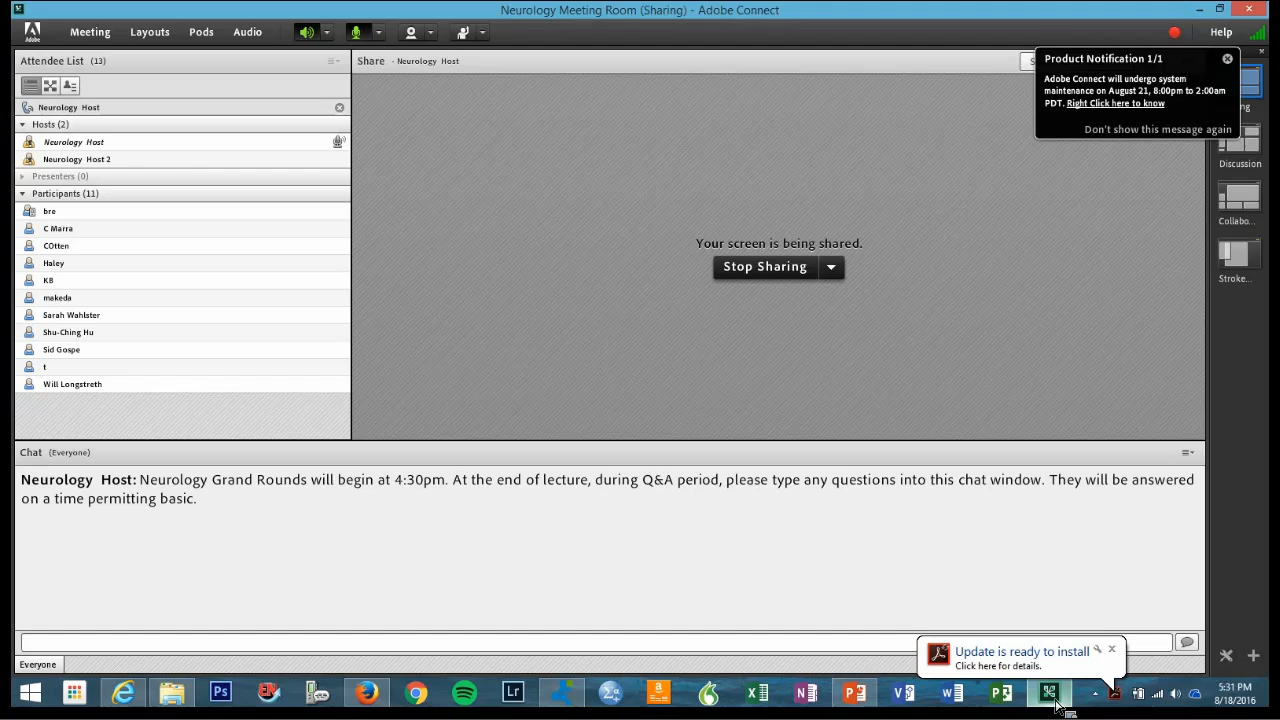 Neurology Meeting Room (Sharing) - Adobe Connect
Adobe
Meeting
Layouts
Pods
Audio
Help
Attendee List (13)
Share - Neurology Host
Product Notification 1/1
Adobe Connect will undergo system
maintenance on August 21, 8:00pm to 2:00am
PDT. Right Click here to know
Don't show this message again
Neurology Host
Hosts (2)
Neurology Host
Neurology Host 2
Presenters (0)
Participants (11)
bre
C Marra
COtten
Haley
KB
makeda
Sarah Wahlster
Shu-Ching Hu
Sid Gospe
t
Will Longstreth
Your screen is being shared.
Stop Sharing
Discussion
Collabo...
Stroke...
Chat (Everyone)
Neurology Host: Neurology Grand Rounds will begin at 4:30pm. At the end of lecture, during Q&A period, please type any questions into this chat window. They will be answered
on a time permitting basic.
Everyone
Update is ready to install
Click here for details.
Ps
Lr
5:31 PM
8/18/2016